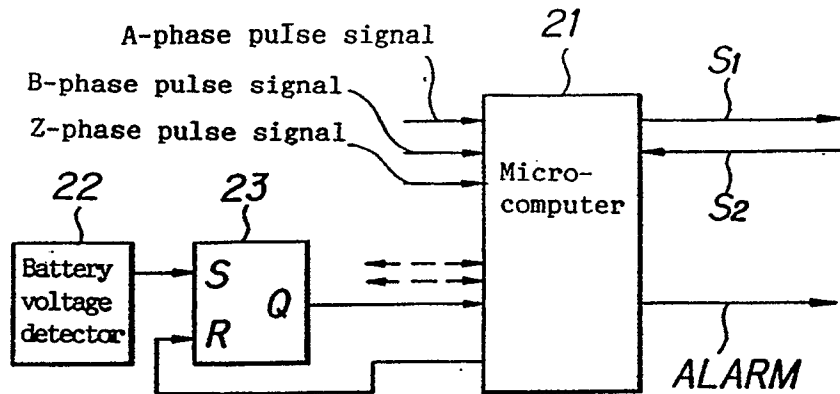 A-phase pulse signal
21
B-phase pulse signal
S1
Z-phase pulse signal
22
23
Micro-
computer
S2
Battery
voltage
detector
S
Q
R
ALARM